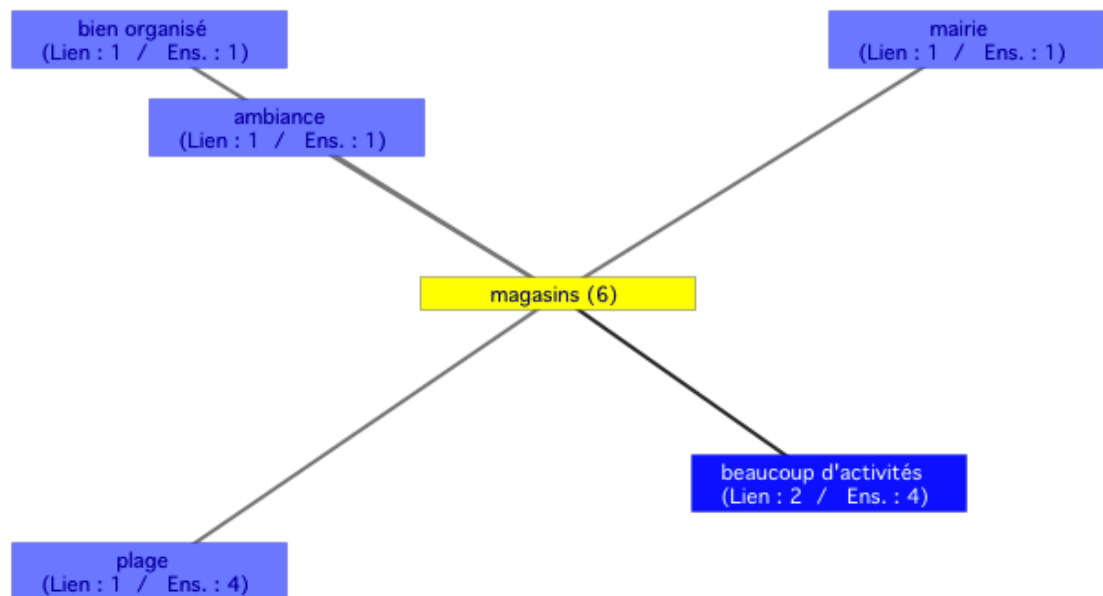 bien organisé
(Lien : 1 / Ens. : 1)
mairie
(Lien : 1 / Ens. : 1)
ambiance
(Lien : 1 / Ens. : 1)
magasins (6)
beaucoup d'activités
(Lien : 2 / Ens. : 4)
plage
(Lien : 1 / Ens. : 4)